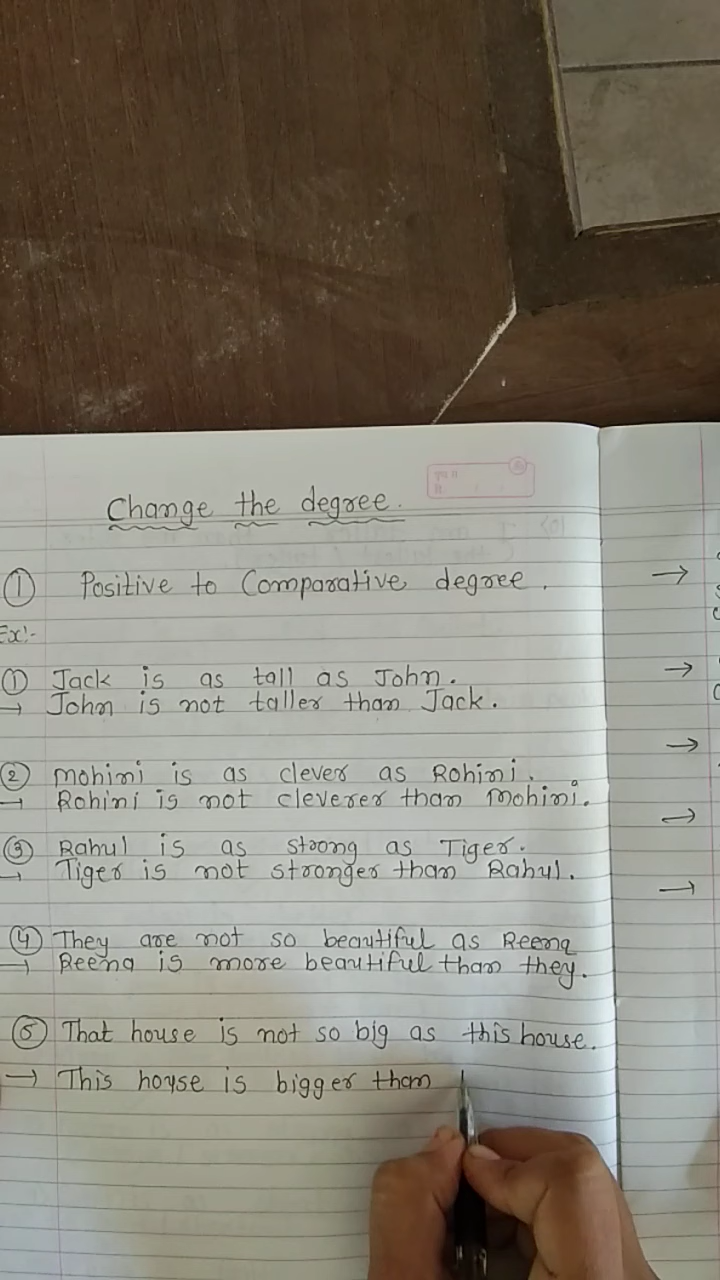 Change the degree.
① Positive to Comparative degree.
Ex:-
① Jack is as tall as John.
→ John is not taller than Jack.
② Mohini is as clever as Rohini.
→ Rohini is not cleverer than Mohini.
③ Rahul is as strong as Tiger.
→ Tiger is not stronger than Rahul.
④ They are not so beautiful as Reena
→ Reena is more beautiful than they.
⑤ That house is not so big as this house.
→ This house is bigger than